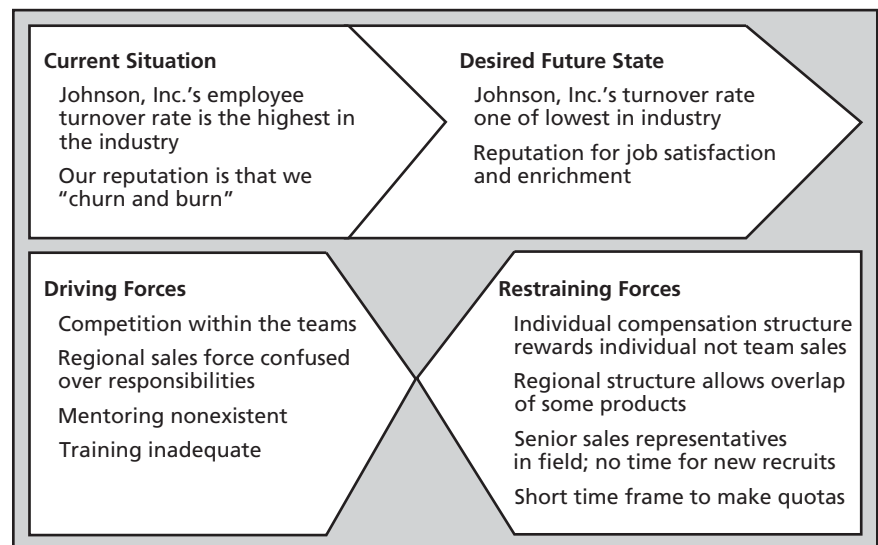 Current Situation
Johnson, Inc.'s employee
turnover rate is the highest in
the industry
Our reputation is that we
“churn and burn”
Desired Future State
Johnson, Inc.'s turnover rate
one of lowest in industry
Reputation for job satisfaction
and enrichment
Driving Forces
Competition within the teams
Regional sales force confused
over responsibilities
Mentoring nonexistent
Training inadequate
Restraining Forces
Individual compensation structure
rewards individual not team sales
Regional structure allows overlap
of some products
Senior sales representatives
in field; no time for new recruits
Short time frame to make quotas